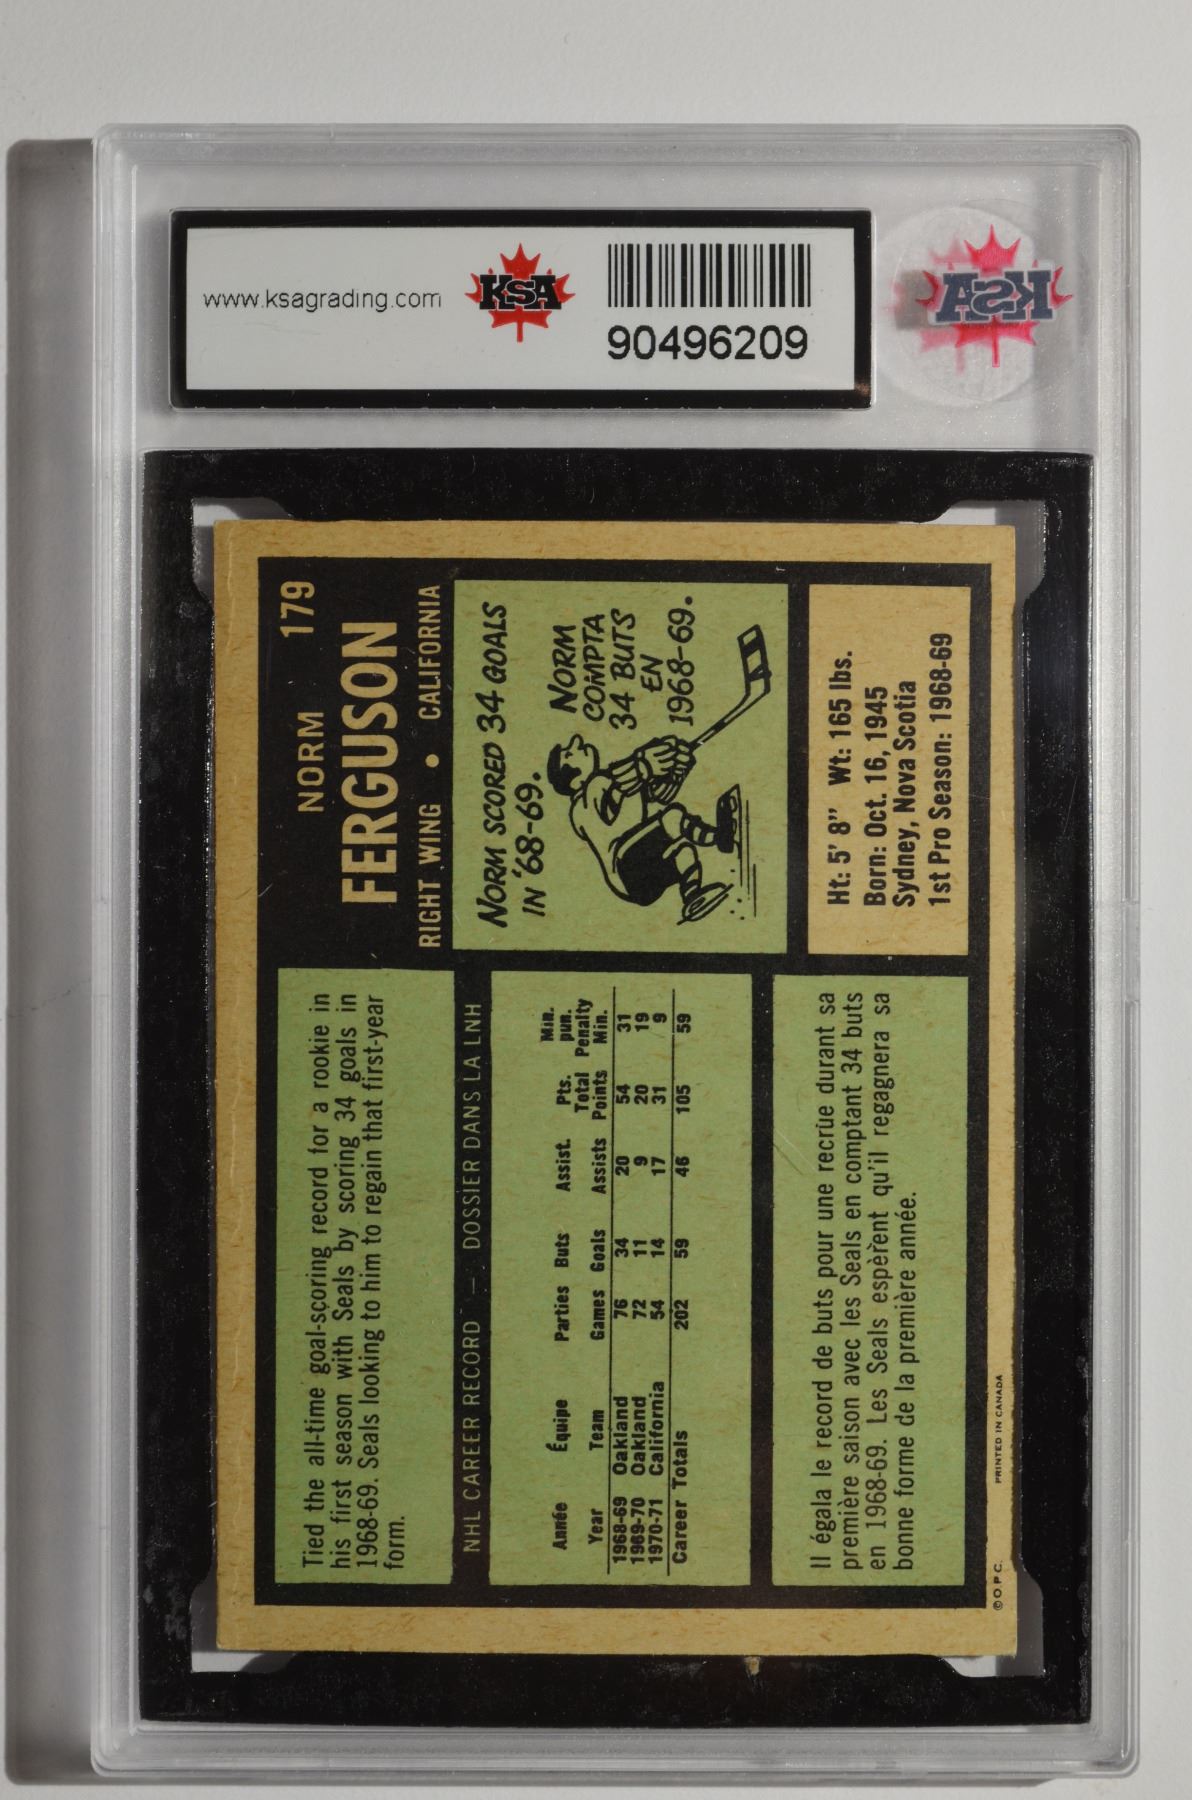 www.ksagrading.com
KSA
90496209
KSA
NORM 179
FERGUSON
RIGHT WING • CALIFORNIA
Tied the all-time goal-scoring record for a rookie in
his first season with Seals by scoring 34 goals in
1968-69. Seals looking to him to regain that first-year
form.
NORM SCORED 34 GOALS
IN '68-69.
NORM
COMPTA
34 BUTS
EN
1968-69.
NHL CAREER RECORD — DOSSIER DANS LA LNH
Min.
pun.
Année Équipe Parties Buts Assist. Pts. Total Penalty
Year Team Games Goals Assists Points Min.
1968-69 Oakland 76 34 20 54 31
1969-70 Oakland 72 11 9 20 19
1970-71 California 54 14 17 31 9
Career Totals 202 59 46 105 59
Ht: 5' 8" Wt: 165 lbs.
Born: Oct. 16, 1945
Sydney, Nova Scotia
1st Pro Season: 1968-69
Il égala le record de buts pour une recrue durant sa
première saison avec les Seals en comptant 34 buts
en 1968-69. Les Seals espèrent qu'il regagnera sa
bonne forme de la première année.
© O.P.C. PRINTED IN CANADA